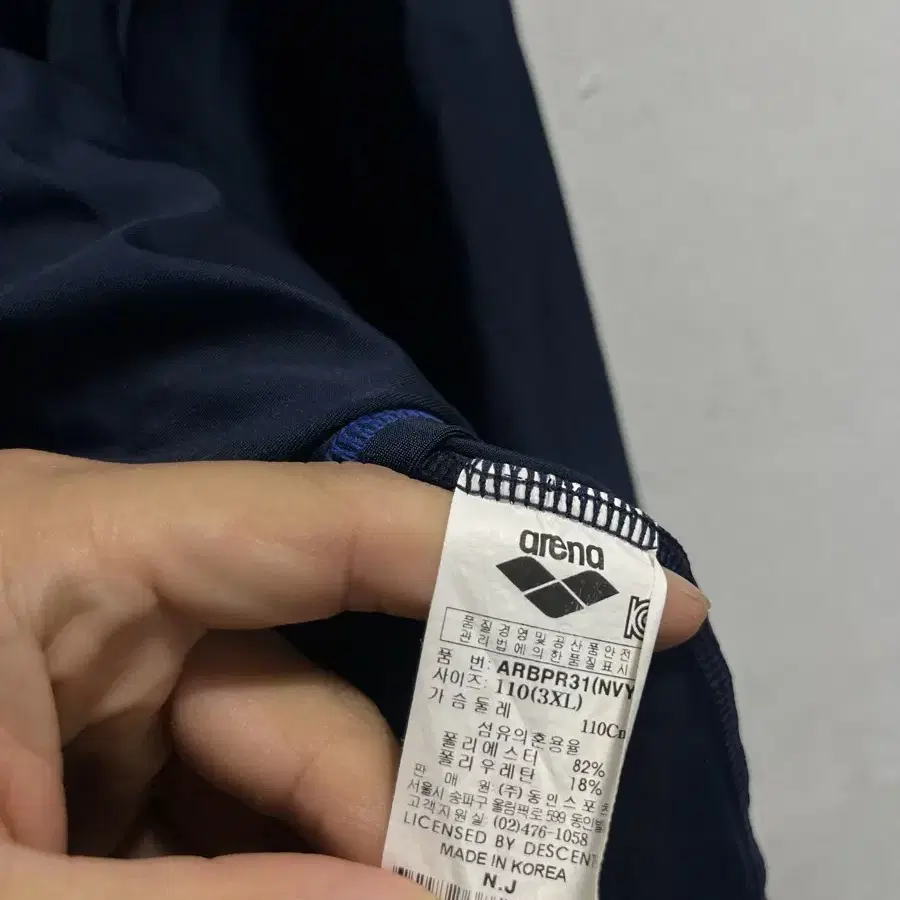 arena
품질경영및공산품안전
관리법에의한품질표시
품 번: ARBPR31(NVY
사이즈: 110(3XL)
가슴둘레 110Cm
섬유의혼용율
폴리에스터 82%
폴리우레탄 18%
판 매 원 (주)동인스포츠
서울시 송파구 올림픽로599 동인빌
고객지원실 (02)476-1058
LICENSED BY DESCENT
MADE IN KOREA
N.J